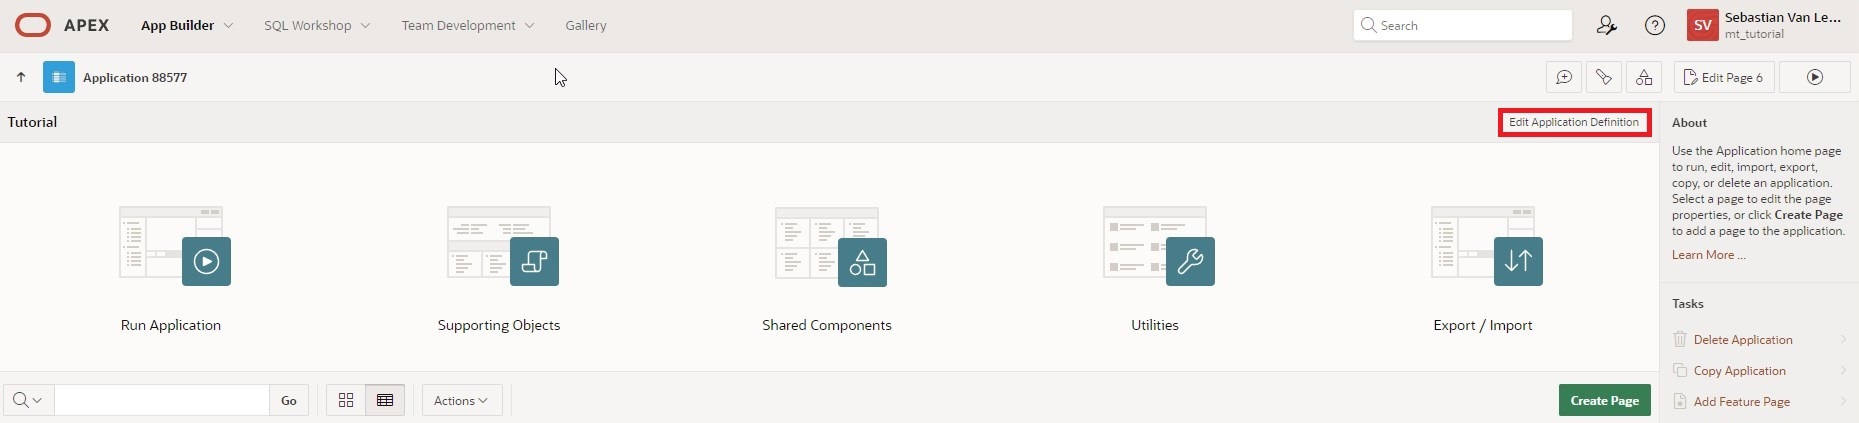 APEX
App Builder
SQL Workshop
Team Development
Gallery
Search
SV
Sebastian Van Le...
mt_tutorial
Application 88577
Edit Page 6
Tutorial
Edit Application Definition
Run Application
Supporting Objects
Shared Components
Utilities
Export / Import
Go
Actions
Create Page
About
Use the Application home page
to run, edit, import, export,
copy, or delete an application.
Select a page to edit the page
properties, or click Create Page
to add a page to the application.
Learn More ...
Tasks
Delete Application
Copy Application
Add Feature Page